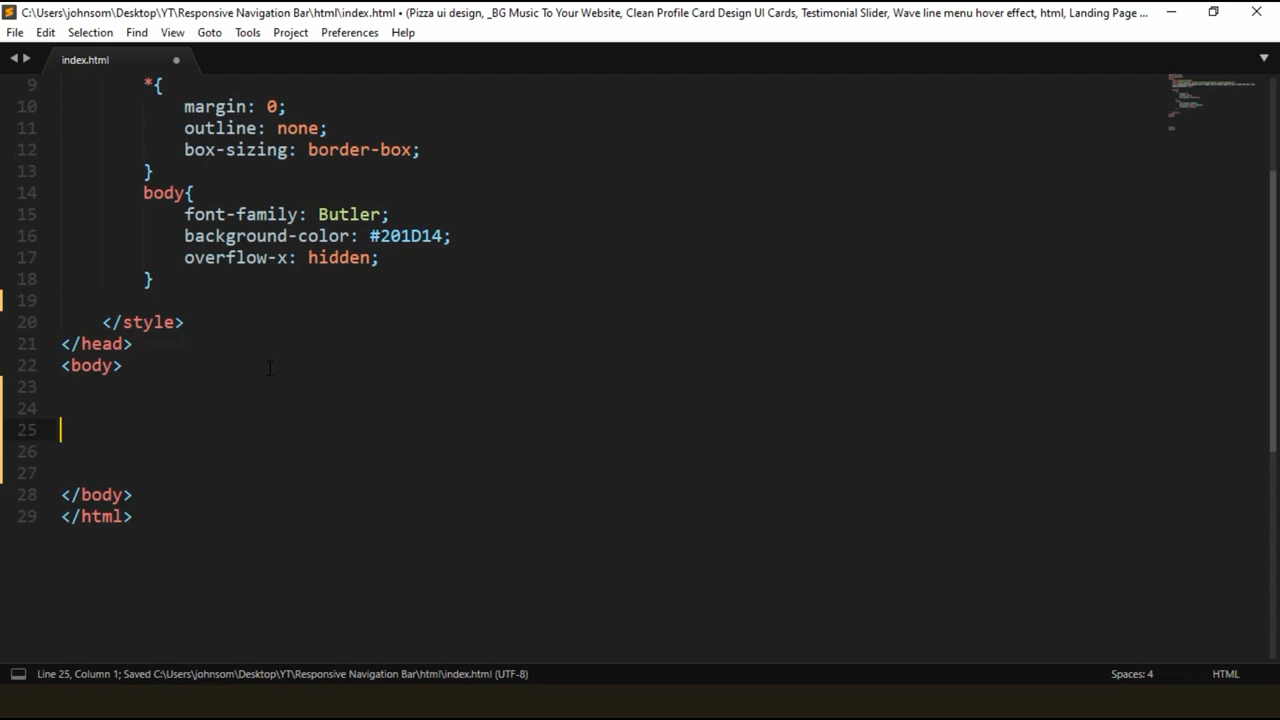 C:\Users\johnsom\Desktop\YT\Responsive Navigation Bar\html\index.html • (Pizza ui design, _BG Music To Your Website, Clean Profile Card Design UI Cards, Testimonial Slider, Wave line menu hover effect, html, Landing Page ...
File Edit Selection Find View Goto Tools Project Preferences Help
index.html
9 *{
10 margin: 0;
11 outline: none;
12 box-sizing: border-box;
13 }
14 body{
15 font-family: Butler;
16 background-color: #201D14;
17 overflow-x: hidden;
18 }
19
20 </style>
21 </head>
22 <body>
23
24
25
26
27
28 </body>
29 </html>
Line 25, Column 1; Saved C:\Users\johnsom\Desktop\YT\Responsive Navigation Bar\html\index.html (UTF-8) Spaces: 4 HTML